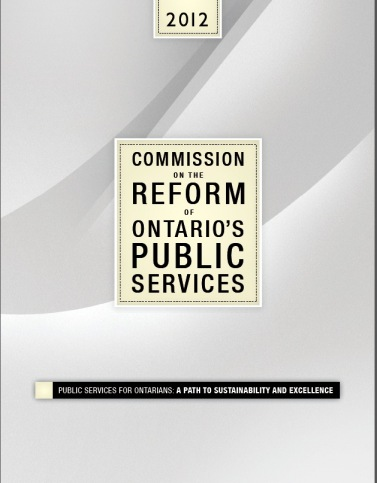 2012
COMMISSION
ON THE
REFORM
OF
ONTARIO'S
PUBLIC
SERVICES
PUBLIC SERVICES FOR ONTARIANS: A PATH TO SUSTAINABILITY AND EXCELLENCE